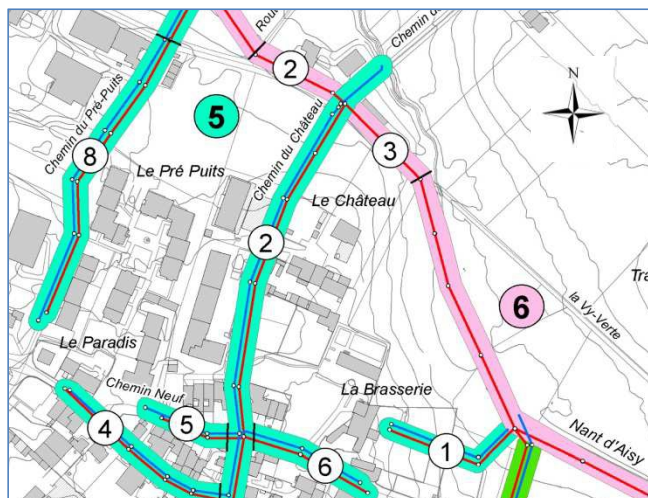 Rou
Chemin d
2
N
Chemin du Pré-Puits
5
Chemin du Château
3
8
Le Pré Puits
Le Château
2
6
Tra
la Vy-Verte
Le Paradis
Chemin Neuf
La Brasserie
4
5
6
1
Nant d'Aisy